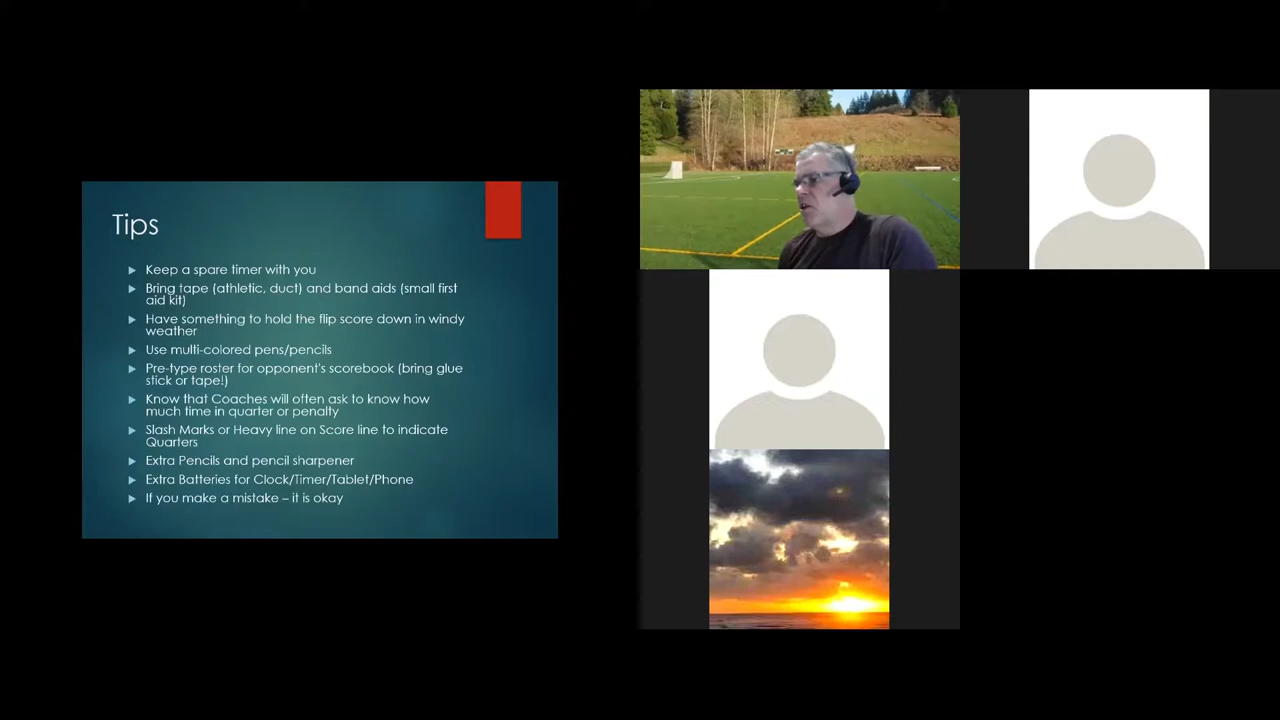 Tips
Keep a spare timer with you
Bring tape (athletic, duct) and band aids (small first
aid kit)
Have something to hold the flip score down in windy
weather
Use multi-colored pens/pencils
Pre-type roster for opponent's scorebook (bring glue
stick or tape!)
Know that Coaches will often ask to know how
much time in quarter or penalty
Slash Marks or Heavy line on Score line to indicate
Quarters
Extra Pencils and pencil sharpener
Extra Batteries for Clock/Timer/Tablet/Phone
If you make a mistake – it is okay